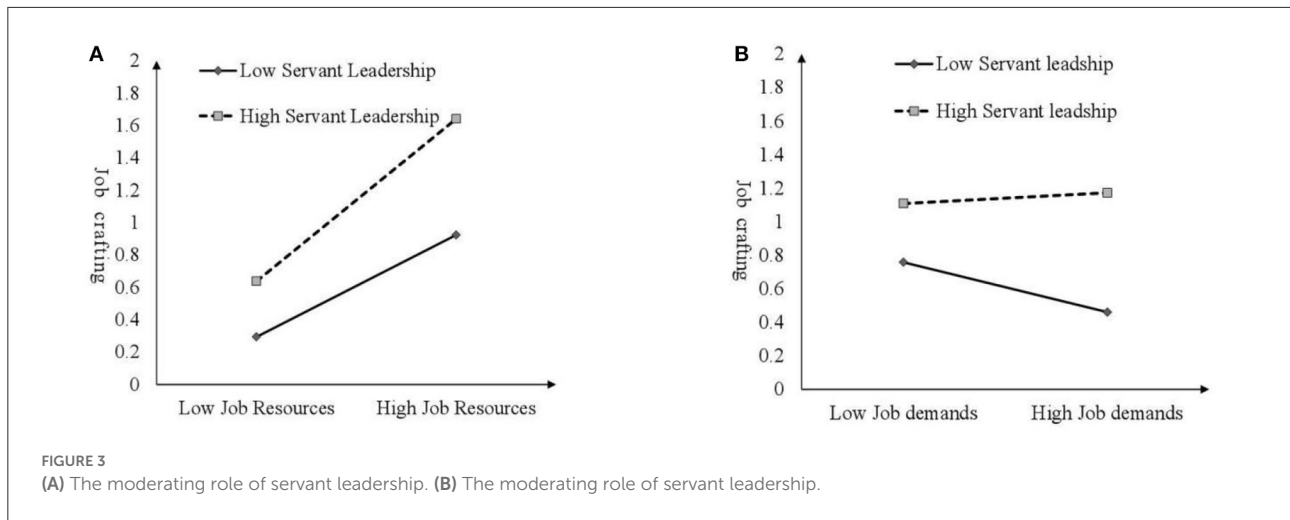 A
Low Servant Leadership
High Servant Leadership
2
1.8
1.6
1.4
1.2
1
0.8
0.6
0.4
0.2
0
Job crafting
Low Job Resources
High Job Resources
B
Low Servant leadship
High Servant leadship
2
1.8
1.6
1.4
1.2
1
0.8
0.6
0.4
0.2
0
Job crafting
Low Job demands
High Job demands
FIGURE 3
(A) The moderating role of servant leadership. (B) The moderating role of servant leadership.